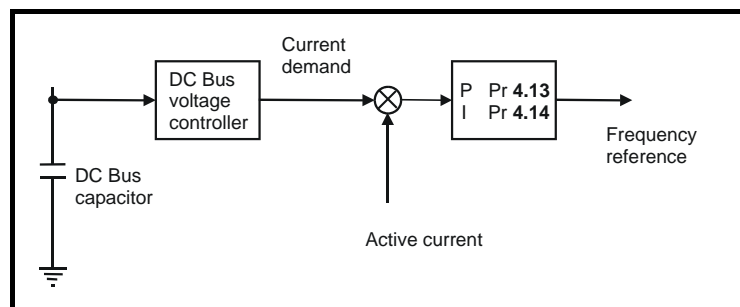 Current
demand
DC Bus
voltage
controller
P Pr 4.13
I Pr 4.14
Frequency
reference
DC Bus
capacitor
Active current